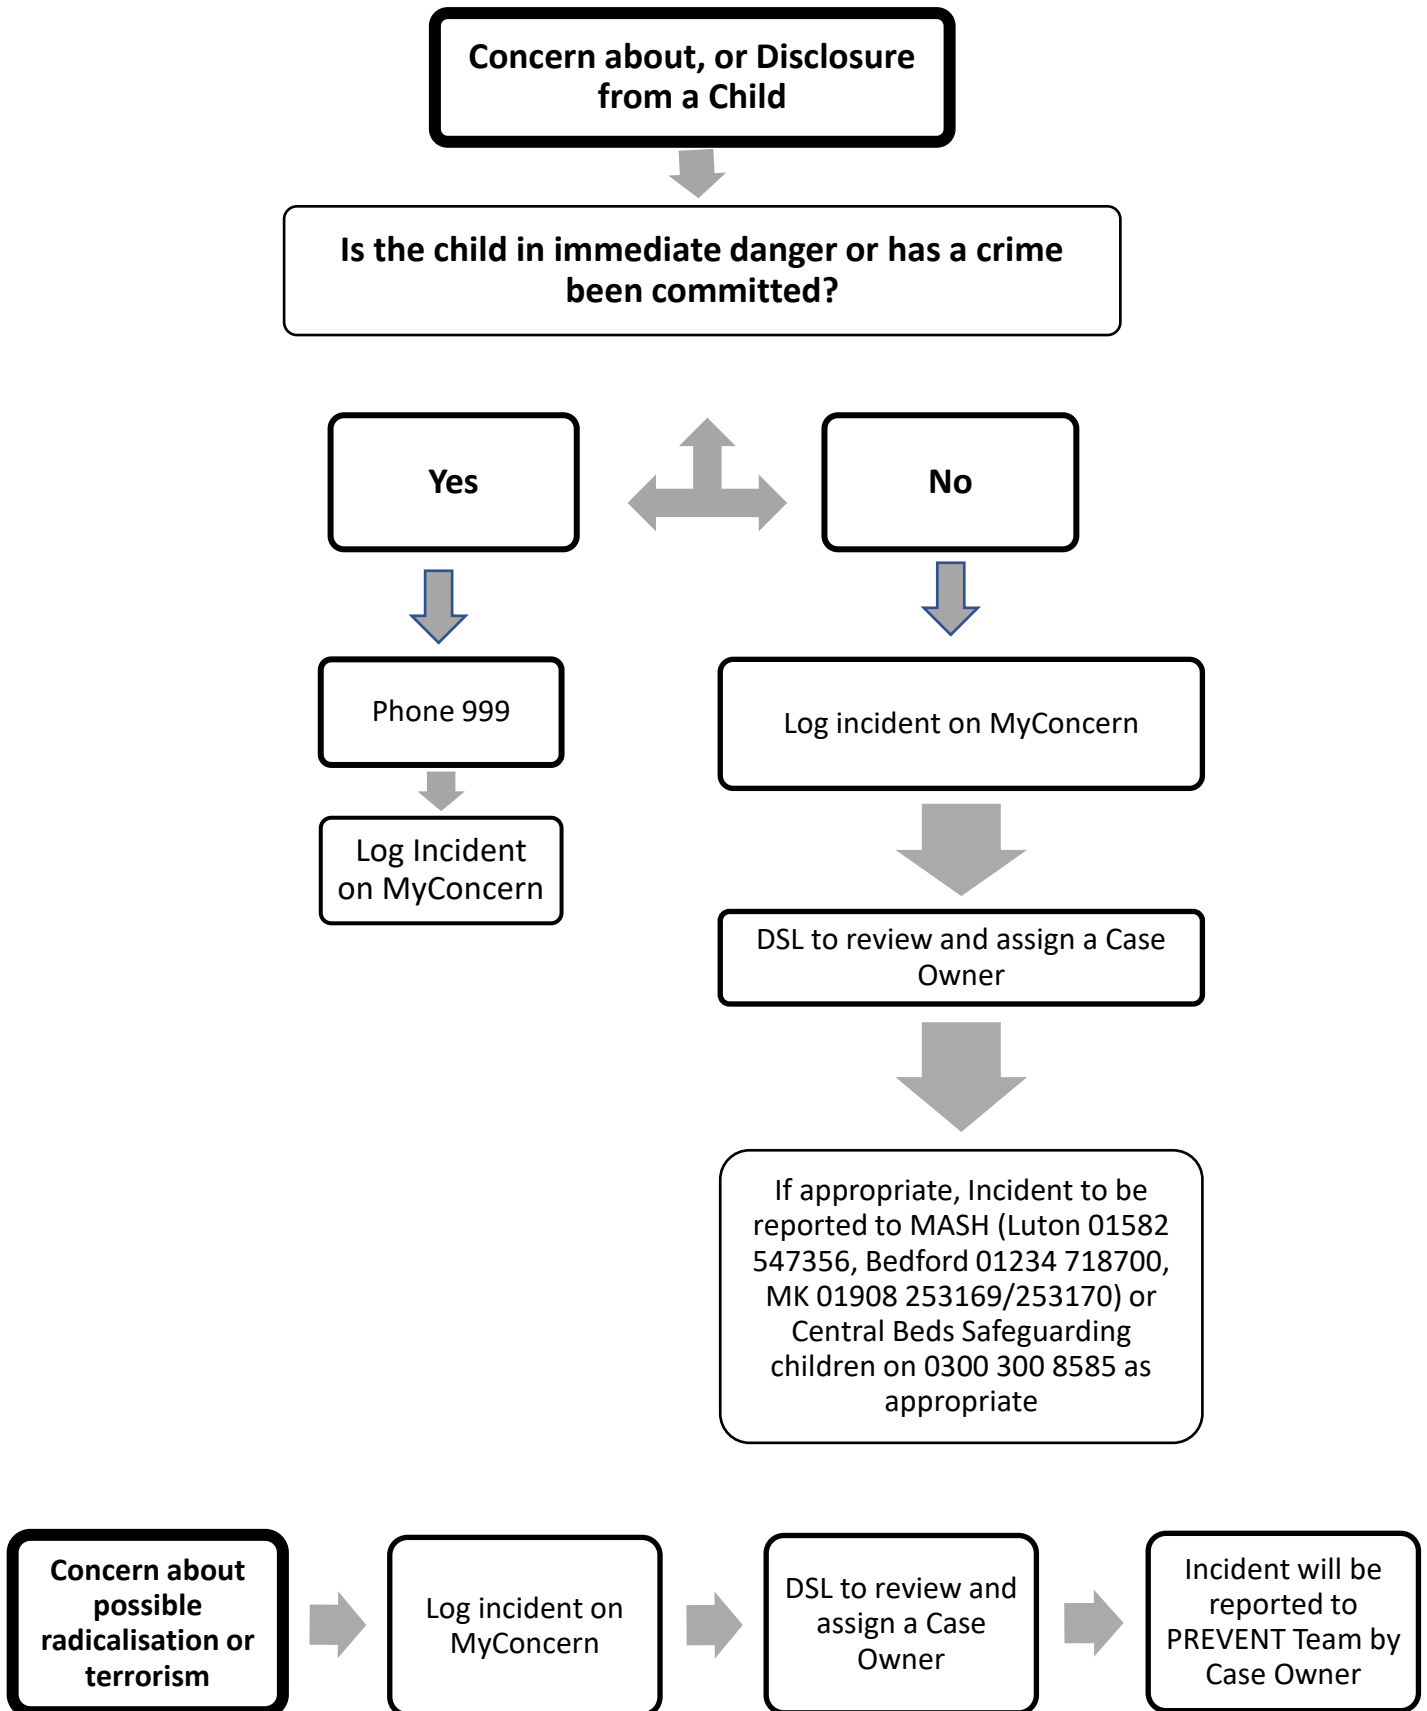 Concern about, or Disclosure
from a Child
Is the child in immediate danger or has a crime
been committed?
Yes
No
Phone 999
Log Incident
on MyConcern
Log incident on MyConcern
DSL to review and assign a Case
Owner
If appropriate, Incident to be
reported to MASH (Luton 01582
547356, Bedford 01234 718700,
MK 01908 253169/253170) or
Central Beds Safeguarding
children on 0300 300 8585 as
appropriate
Concern about
possible
radicalisation or
terrorism
Log incident on
MyConcern
DSL to review and
assign a Case
Owner
Incident will be
reported to
PREVENT Team by
Case Owner